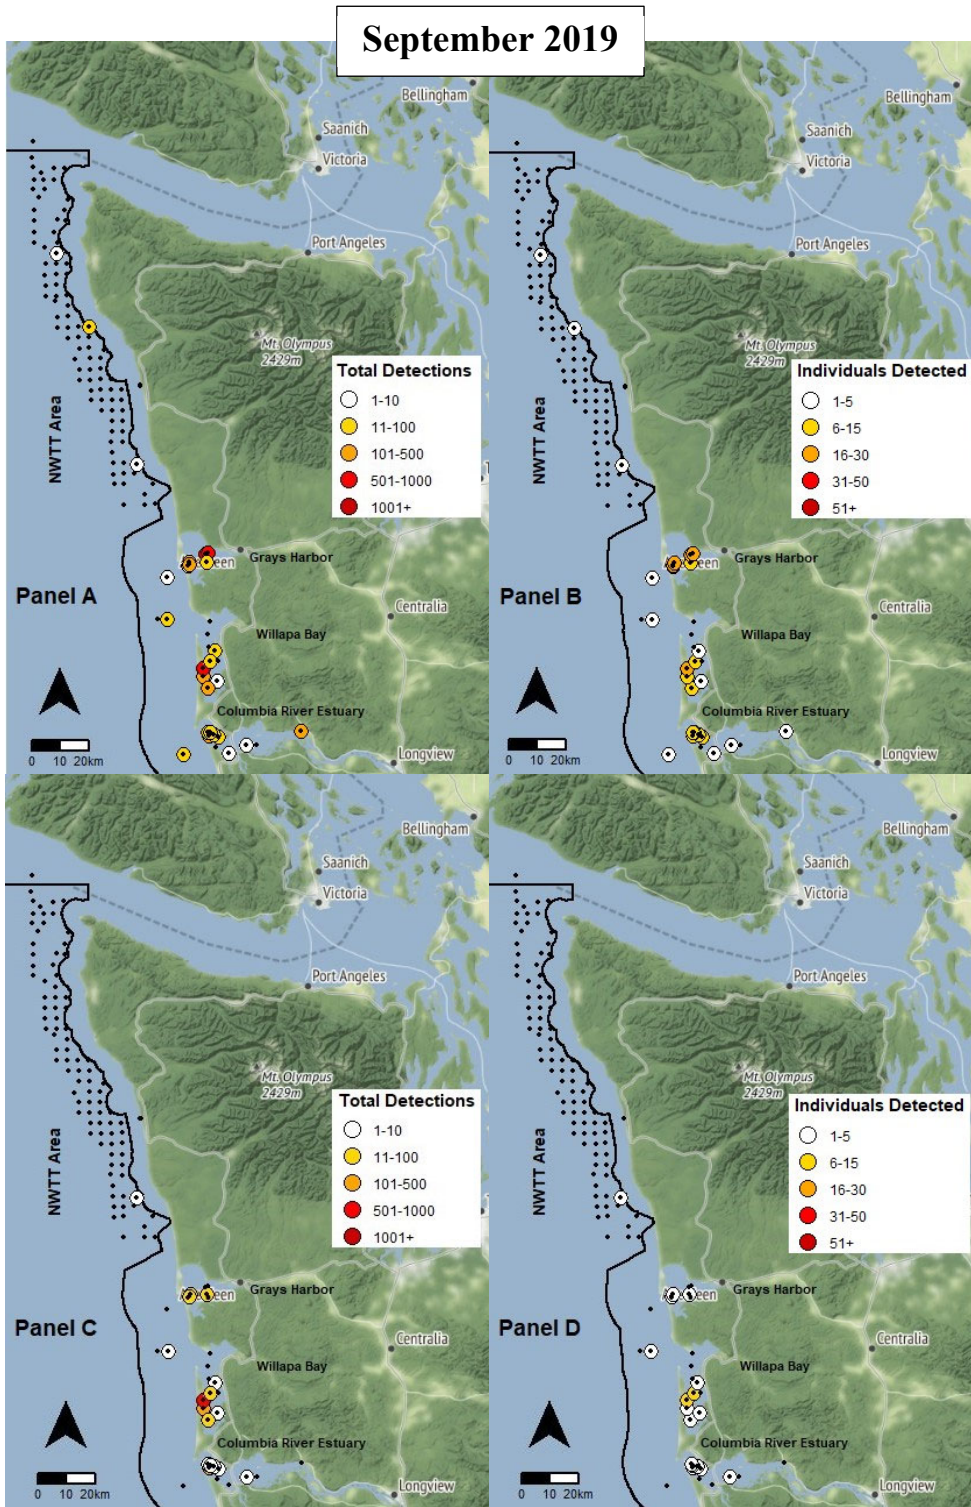 September 2019
Bellingham
Saanich
Victoria
Port Angeles
Mt. Olympus
2429m
NWTT Area
Total Detections
1-10
11-100
101-500
501-1000
1001+
Grays Harbor
Panel A
Centralia
Willapa Bay
Columbia River Estuary
Longview
0 10 20km
Bellingham
Saanich
Victoria
Port Angeles
Mt. Olympus
2429m
NWTT Area
Individuals Detected
1-5
6-15
16-30
31-50
51+
Grays Harbor
Panel B
Centralia
Willapa Bay
Columbia River Estuary
Longview
0 10 20km
Bellingham
Saanich
Victoria
Port Angeles
Mt. Olympus
2429m
NWTT Area
Total Detections
1-10
11-100
101-500
501-1000
1001+
Grays Harbor
Panel C
Centralia
Willapa Bay
Columbia River Estuary
Longview
0 10 20km
Bellingham
Saanich
Victoria
Port Angeles
Mt. Olympus
2429m
NWTT Area
Individuals Detected
1-5
6-15
16-30
31-50
51+
Grays Harbor
Panel D
Centralia
Willapa Bay
Columbia River Estuary
Longview
0 10 20km